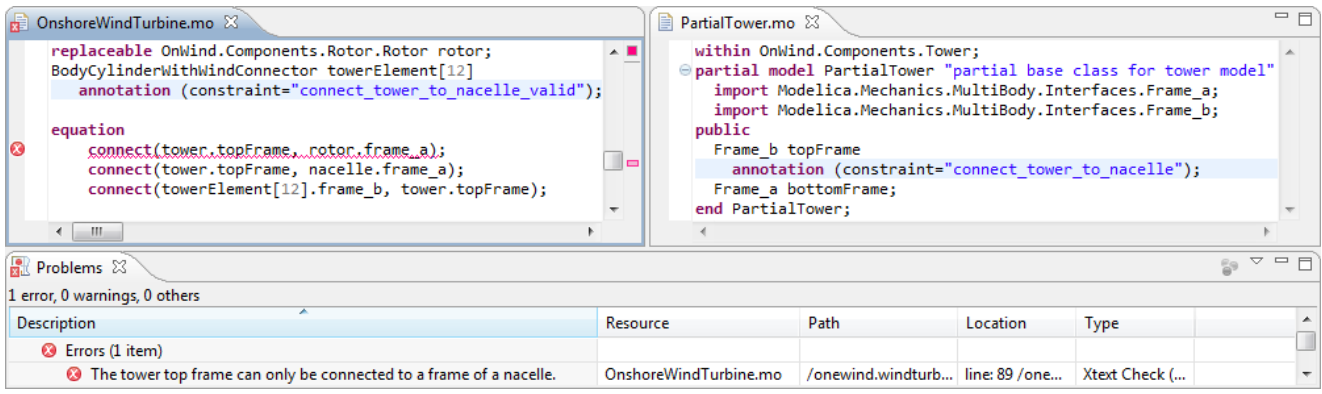 OnshoreWindTurbine.mo
replaceable OnWind.Components.Rotor.Rotor rotor;
BodyCylinderWithWindConnector towerElement[12]
annotation (constraint="connect_tower_to_nacelle_valid");
equation
connect(tower.topFrame, rotor.frame_a);
connect(tower.topFrame, nacelle.frame_a);
connect(towerElement[12].frame_b, tower.topFrame);
PartialTower.mo
within OnWind.Components.Tower;
partial model PartialTower "partial base class for tower model"
import Modelica.Mechanics.MultiBody.Interfaces.Frame_a;
import Modelica.Mechanics.MultiBody.Interfaces.Frame_b;
public
Frame_b topFrame
annotation (constraint="connect_tower_to_nacelle");
Frame_a bottomFrame;
end PartialTower;
Problems
1 error, 0 warnings, 0 others
Description Resource Path Location Type
Errors (1 item)
The tower top frame can only be connected to a frame of a nacelle. OnshoreWindTurbine.mo /onewind.windturb... line: 89 /one... Xtext Check (...